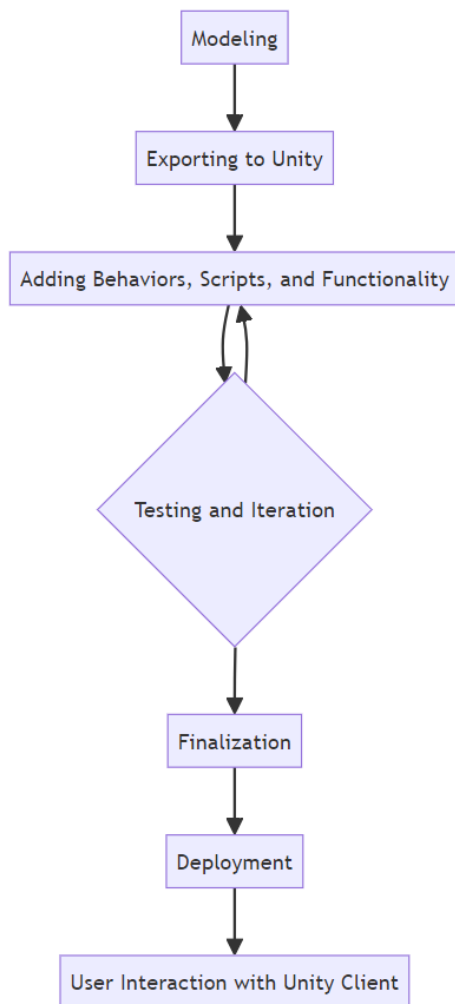 Modeling
Exporting to Unity
Adding Behaviors, Scripts, and Functionality
Testing and Iteration
Finalization
Deployment
User Interaction with Unity Client